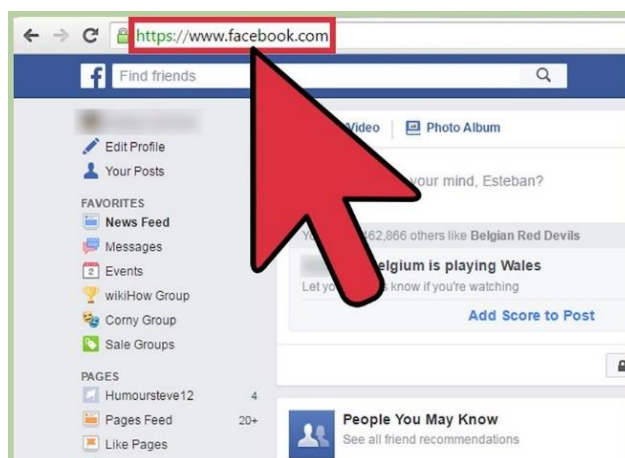 https://www.facebook.com
f Find friends
Video Photo Album
Edit Profile
your mind, Esteban?
Your Posts
FAVORITES
News Feed
462,866 others like Belgian Red Devils
Messages
elgium is playing Wales
Events
Let yo s know if you're watching
wikiHow Group
Corny Group
Add Score to Post
Sale Groups
PAGES
Humoursteve12 4
Pages Feed 20+
People You May Know
Like Pages
See all friend recommendations